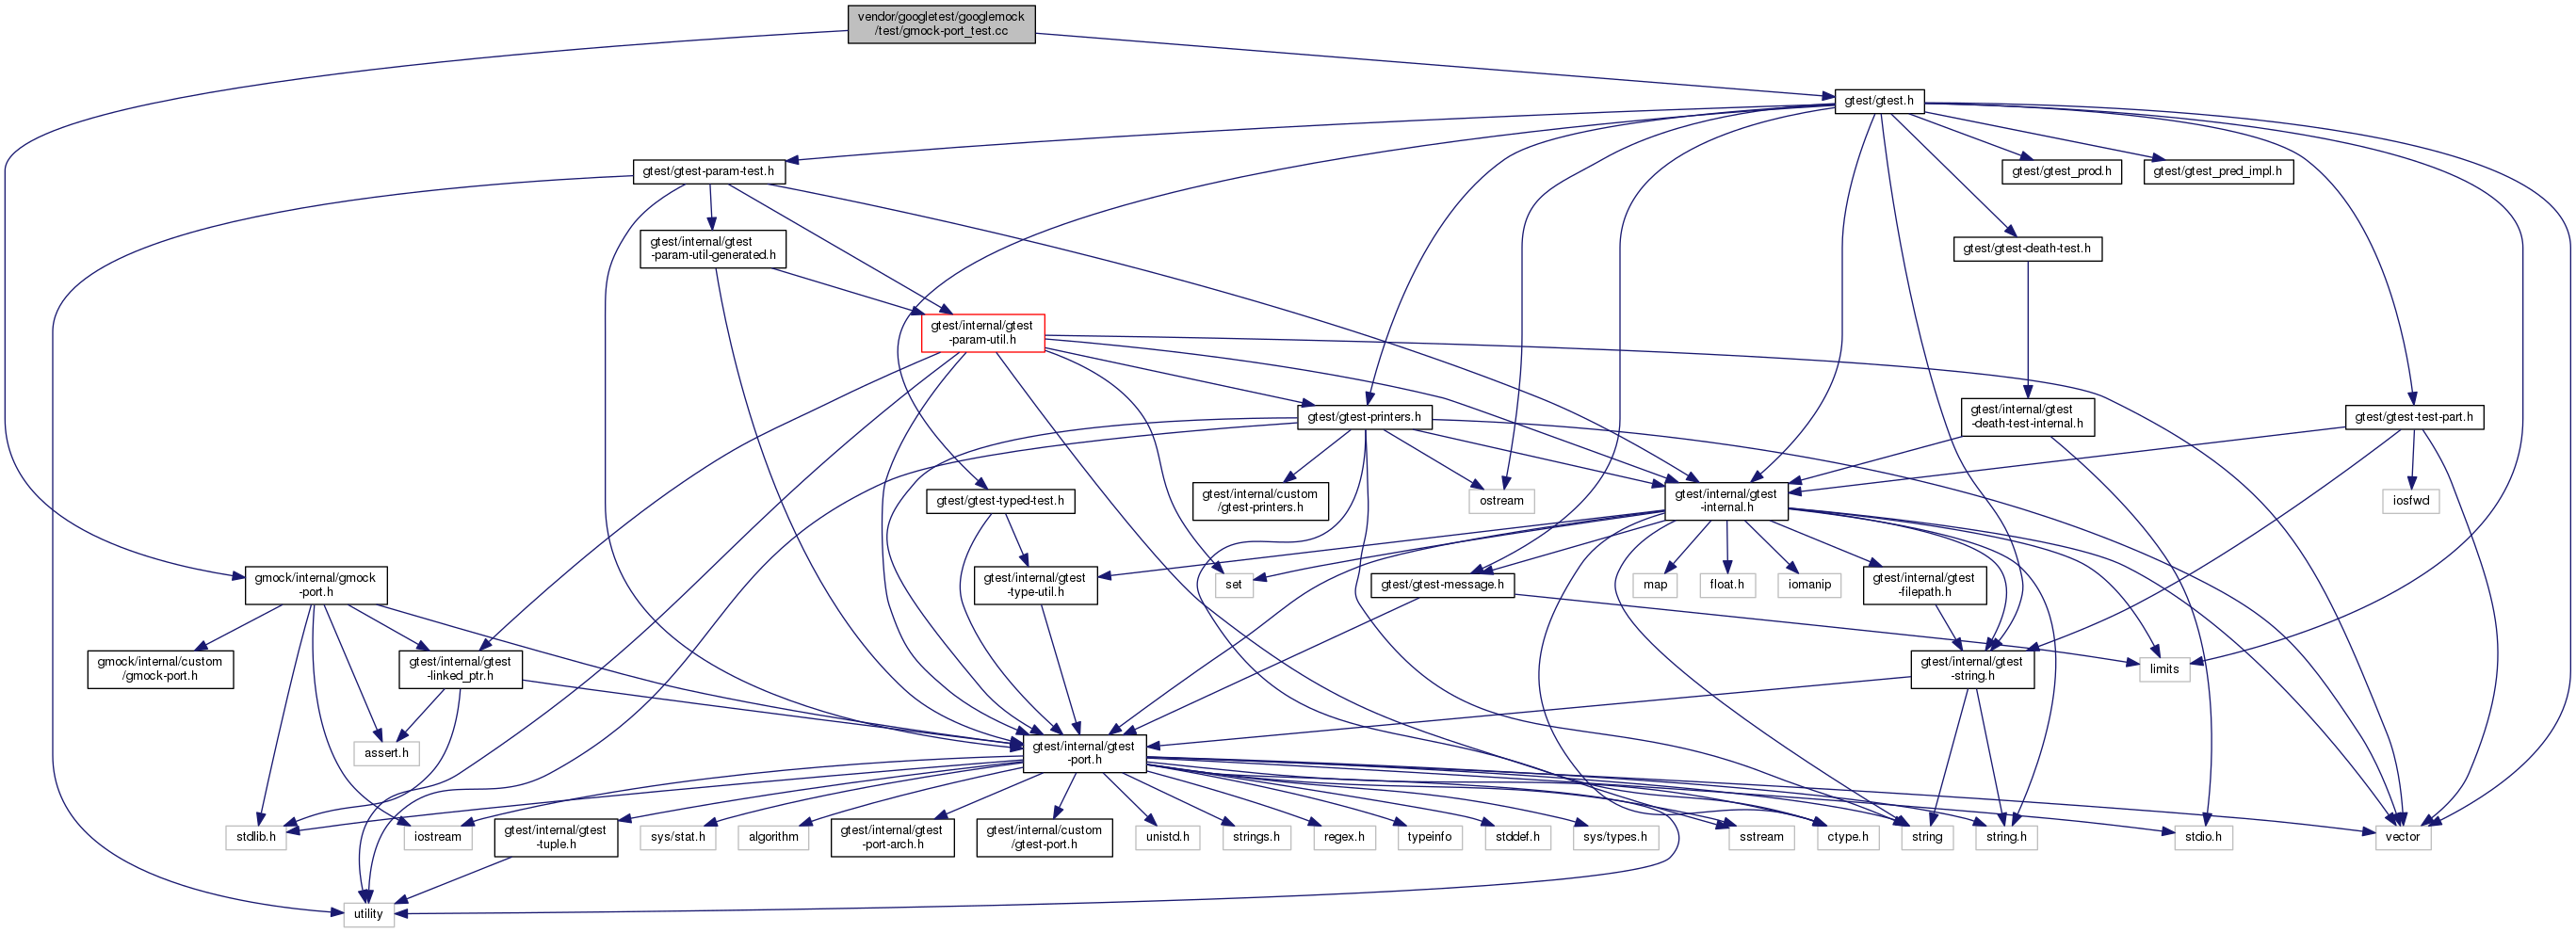 vendor/googletest/googlemock
/test/gmock-port_test.cc
gtest/gtest.h
gtest/gtest-param-test.h
gtest/gtest_prod.h
gtest/gtest_pred_impl.h
gtest/internal/gtest
-param-util-generated.h
gtest/gtest-death-test.h
gtest/internal/gtest
-param-util.h
gtest/gtest-printers.h
gtest/internal/gtest
-death-test-internal.h
gtest/gtest-test-part.h
gtest/gtest-typed-test.h
gtest/internal/custom
/gtest-printers.h
ostream
gtest/internal/gtest
-internal.h
iosfwd
gmock/internal/gmock
-port.h
gtest/internal/gtest
-type-util.h
set
gtest/gtest-message.h
map
float.h
iomanip
gtest/internal/gtest
-filepath.h
gmock/internal/custom
/gmock-port.h
gtest/internal/gtest
-linked_ptr.h
gtest/internal/gtest
-string.h
limits
assert.h
gtest/internal/gtest
-port.h
stdlib.h
iostream
gtest/internal/gtest
-tuple.h
sys/stat.h
algorithm
gtest/internal/gtest
-port-arch.h
gtest/internal/custom
/gtest-port.h
unistd.h
strings.h
regex.h
typeinfo
stddef.h
sys/types.h
sstream
ctype.h
string
string.h
stdio.h
vector
utility